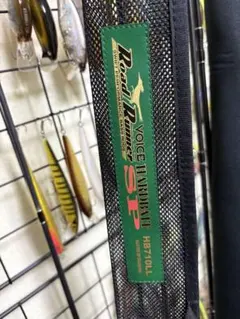 Road Runner
VOICE HARDBAIT
SP
HB710LL